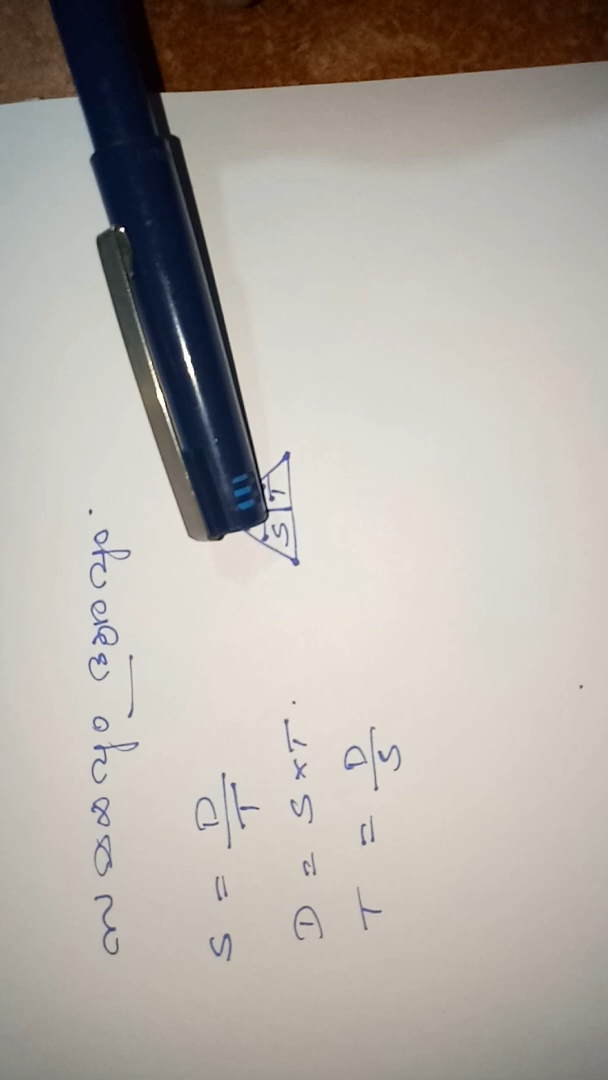 S = D/T
D = S × T.
T = D/S
S T